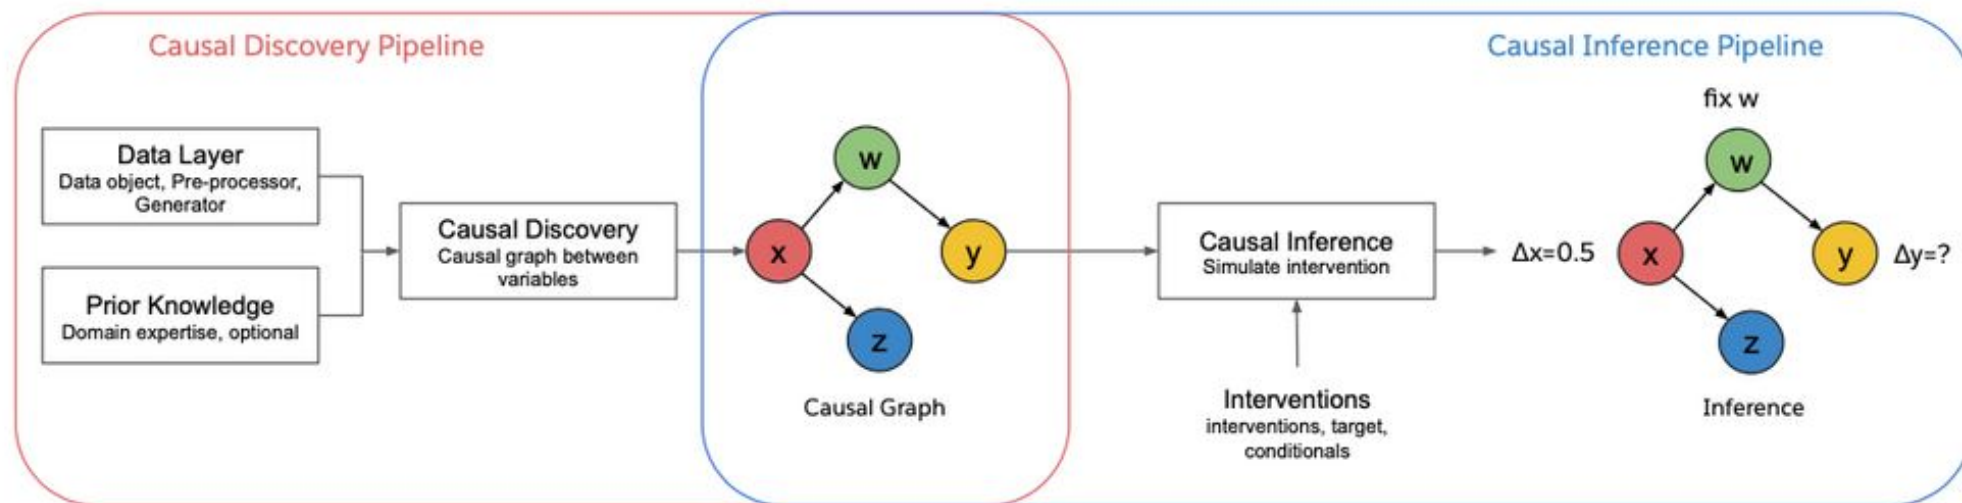 Causal Discovery Pipeline
Causal Inference Pipeline
Data Layer
Data object, Pre-processor,
Generator
Prior Knowledge
Domain expertise, optional
Causal Discovery
Causal graph between
variables
w
x
y
z
Causal Graph
Causal Inference
Simulate intervention
Interventions
interventions, target,
conditionals
fix w
w
Δx=0.5
x
y
Δy=?
z
Inference